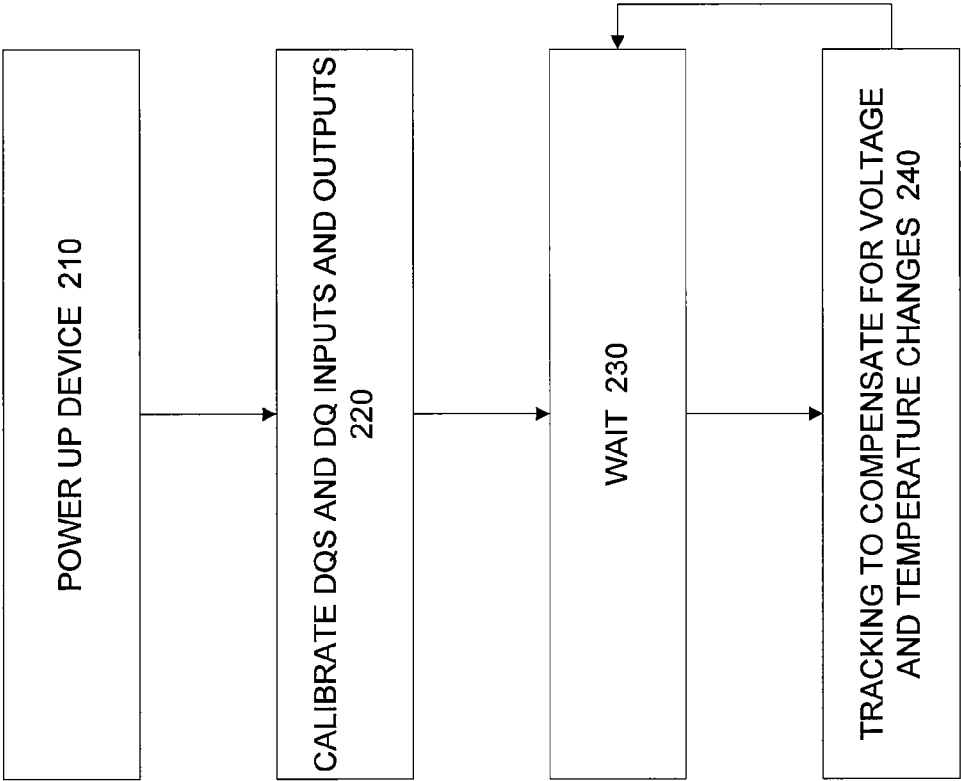 POWER UP DEVICE 210
CALIBRATE DQS AND DQ INPUTS AND OUTPUTS
220
WAIT 230
TRACKING TO COMPENSATE FOR VOLTAGE
AND TEMPERATURE CHANGES 240